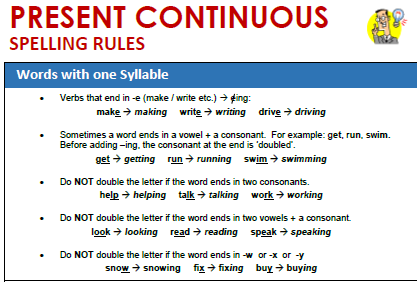 PRESENT CONTINUOUS
SPELLING RULES
Words with one Syllable
• Verbs that end in -e (make / write etc.) → e̸ing:
make → making write → writing drive → driving
• Sometimes a word ends in a vowel + a consonant. For example: get, run, swim.
Before adding –ing, the consonant at the end is 'doubled'.
get → getting run → running swim → swimming
• Do NOT double the letter if the word ends in two consonants.
help → helping talk → talking work → working
• Do NOT double the letter if the word ends in two vowels + a consonant.
look → looking read → reading speak → speaking
• Do NOT double the letter if the word ends in -w or -x or -y
snow → snowing fix → fixing buy → buying